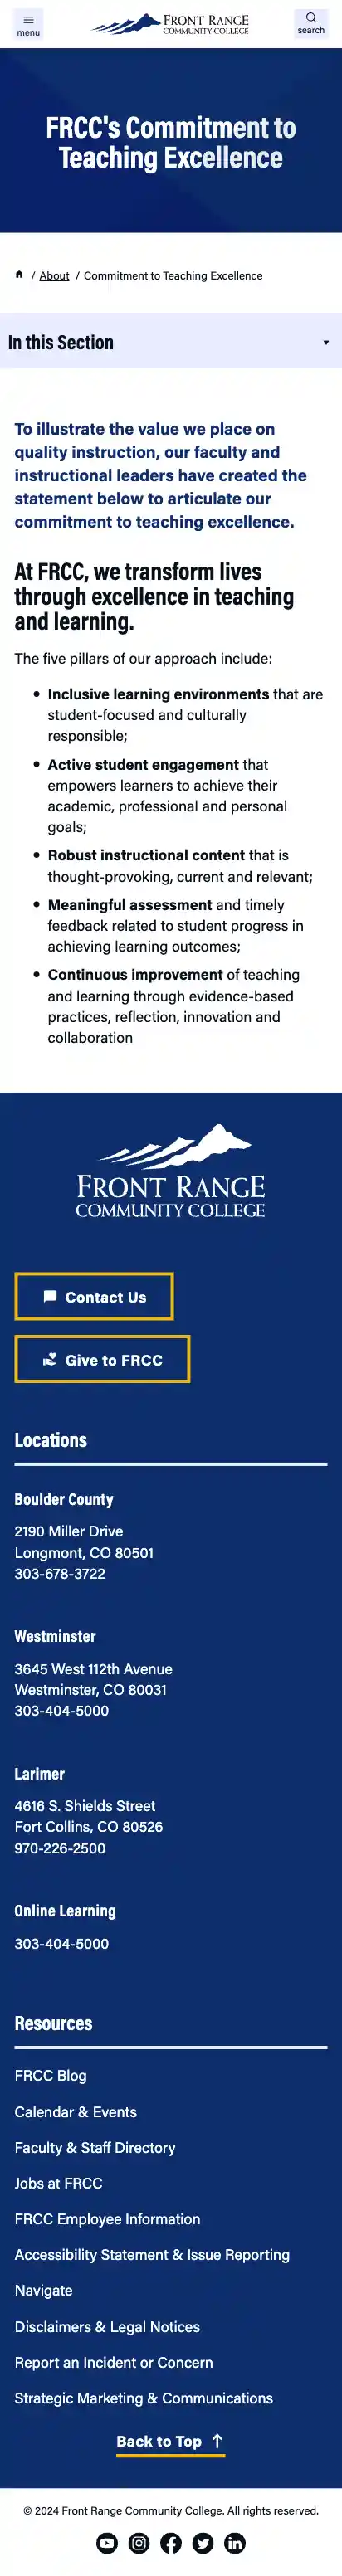 menu
FRONT RANGE
COMMUNITY COLLEGE
search
FRCC's Commitment to
Teaching Excellence
/ About / Commitment to Teaching Excellence
In this Section
To illustrate the value we place on
quality instruction, our faculty and
instructional leaders have created the
statement below to articulate our
commitment to teaching excellence.
At FRCC, we transform lives
through excellence in teaching
and learning.
The five pillars of our approach include:
• Inclusive learning environments that are
student-focused and culturally
responsible;
• Active student engagement that
empowers learners to achieve their
academic, professional and personal
goals;
• Robust instructional content that is
thought-provoking, current and relevant;
• Meaningful assessment and timely
feedback related to student progress in
achieving learning outcomes;
• Continuous improvement of teaching
and learning through evidence-based
practices, reflection, innovation and
collaboration
FRONT RANGE
COMMUNITY COLLEGE
Contact Us
Give to FRCC
Locations
Boulder County
2190 Miller Drive
Longmont, CO 80501
303-678-3722
Westminster
3645 West 112th Avenue
Westminster, CO 80031
303-404-5000
Larimer
4616 S. Shields Street
Fort Collins, CO 80526
970-226-2500
Online Learning
303-404-5000
Resources
FRCC Blog
Calendar & Events
Faculty & Staff Directory
Jobs at FRCC
FRCC Employee Information
Accessibility Statement & Issue Reporting
Navigate
Disclaimers & Legal Notices
Report an Incident or Concern
Strategic Marketing & Communications
Back to Top ↑
© 2024 Front Range Community College. All rights reserved.